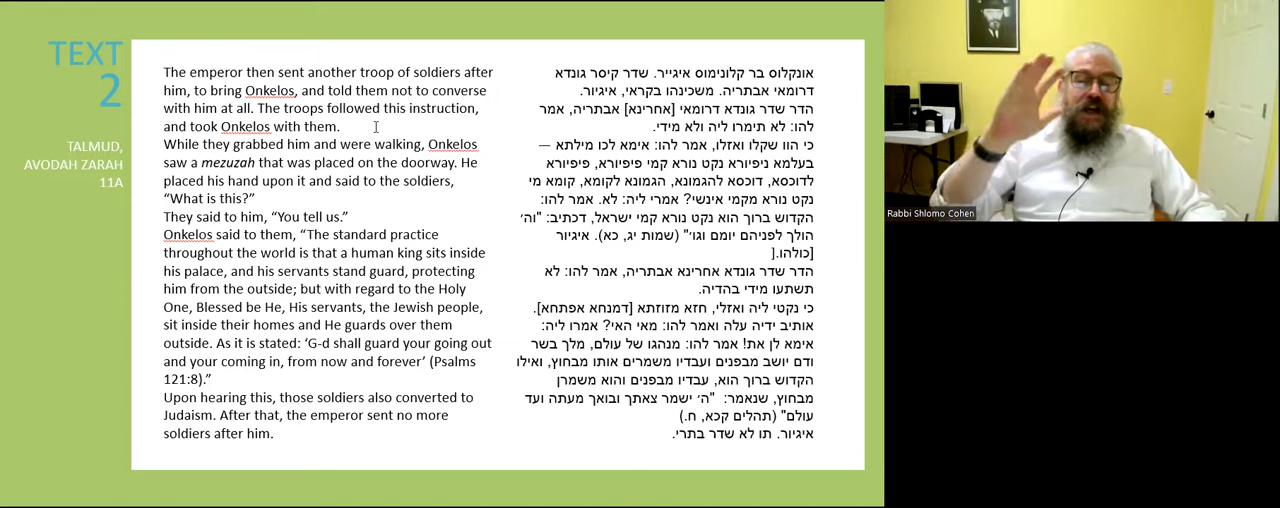 TEXT
2
TALMUD,
AVODAH ZARAH
11A
The emperor then sent another troop of soldiers after
him, to bring Onkelos, and told them not to converse
with him at all. The troops followed this instruction,
and took Onkelos with them.
While they grabbed him and were walking, Onkelos
saw a mezuzah that was placed on the doorway. He
placed his hand upon it and said to the soldiers,
“What is this?”
They said to him, “You tell us.”
Onkelos said to them, “The standard practice
throughout the world is that a human king sits inside
his palace, and his servants stand guard, protecting
him from the outside; but with regard to the Holy
One, Blessed be He, His servants, the Jewish people,
sit inside their homes and He guards over them
outside. As it is stated: ‘G-d shall guard your going out
and your coming in, from now and forever’ (Psalms
121:8).”
Upon hearing this, those soldiers also converted to
Judaism. After that, the emperor sent no more
soldiers after him.
אונקלוס בר קלונימוס איגייר. שדר קיסר גונדא
דרומאי אבתריה. משכינהו בקראי, איגיור.
הדר שדר גונדא דרומאי [אחרינא] אבתריה, אמר
להו: לא תימרו ליה ולא מידי.
כי הוו שקלו ואזלו, אמר להו: אימא לכו מילתא —
בעלמא ניפיורא נקט נורא קמי פיפיורא, פיפיורא
לדוכסא, דוכסא להגמונא, הגמונא לקומא, קומא מי
נקט נורא מקמי אינשי? אמרי ליה: לא. אמר להו:
הקדוש ברוך הוא נקט נורא קמי ישראל, דכתיב: "וה׳
הולך לפניהם יומם וגו׳" (שמות יג, כא). איגיור
[כולהו.]
הדר שדר גונדא אחרינא אבתריה, אמר להו: לא
תשתעו מידי בהדיה.
כי נקטי ליה ואזלי, חזא מזוזתא [דמנחא אפתחא].
אותיב ידיה עלה ואמר להו: מאי האי? אמרו ליה:
אימא לן את! אמר להו: מנהגו של עולם, מלך בשר
ודם יושב מבפנים ועבדיו משמרים אותו מבחוץ, ואילו
הקדוש ברוך הוא, עבדיו מבפנים והוא משמרן
מבחוץ, שנאמר: "ה׳ ישמר צאתך ובואך מעתה ועד
עולם" (תהלים קכא, ח.)
איגיור. תו לא שדר בתרי.
Rabbi Shlomo Cohen